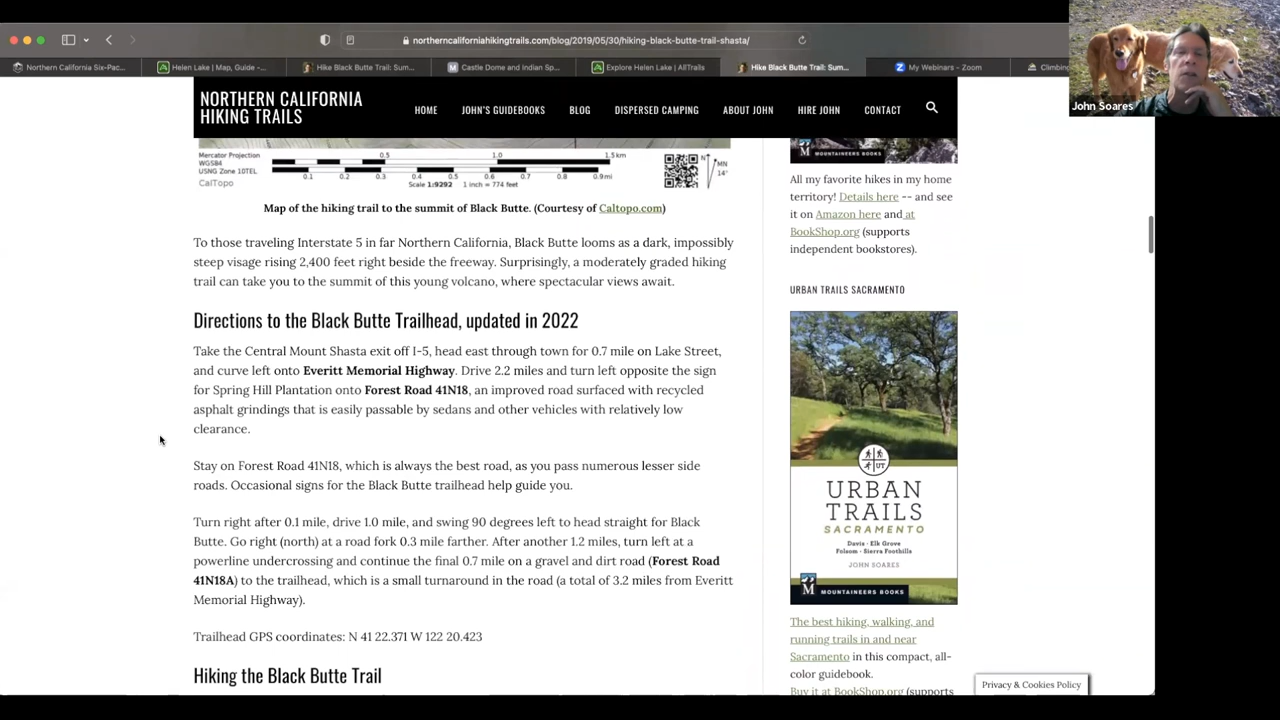 northerncaliforniahikingtrails.com/blog/2019/05/30/hiking-black-butte-trail-shasta/
Northern California Six-Pac...
Helen Lake | Map, Guide -...
Hike Black Butte Trail: Sum...
Castle Dome and Indian Sp...
Explore Helen Lake | AllTrails
Hike Black Butte Trail: Sum...
My Webinars - Zoom
Climbing
John Soares
NORTHERN CALIFORNIA
HIKING TRAILS
HOME
JOHN'S GUIDEBOOKS
BLOG
DISPERSED CAMPING
ABOUT JOHN
HIRE JOHN
CONTACT
Mercator Projection
WGS84
USNG Zone 10TEL
CalTopo
0.5
1.0
1.5 km
0.1 0.2 0.3 0.4 0.5 0.6 0.7 0.8 0.9 mi
Scale 1:9292 1 inch = 774 feet
N
MN
14°
Map of the hiking trail to the summit of Black Butte. (Courtesy of Caltopo.com)
To those traveling Interstate 5 in far Northern California, Black Butte looms as a dark, impossibly
steep visage rising 2,400 feet right beside the freeway. Surprisingly, a moderately graded hiking
trail can take you to the summit of this young volcano, where spectacular views await.
Directions to the Black Butte Trailhead, updated in 2022
Take the Central Mount Shasta exit off I-5, head east through town for 0.7 mile on Lake Street,
and curve left onto Everitt Memorial Highway. Drive 2.2 miles and turn left opposite the sign
for Spring Hill Plantation onto Forest Road 41N18, an improved road surfaced with recycled
asphalt grindings that is easily passable by sedans and other vehicles with relatively low
clearance.
Stay on Forest Road 41N18, which is always the best road, as you pass numerous lesser side
roads. Occasional signs for the Black Butte trailhead help guide you.
Turn right after 0.1 mile, drive 1.0 mile, and swing 90 degrees left to head straight for Black
Butte. Go right (north) at a road fork 0.3 mile farther. After another 1.2 miles, turn left at a
powerline undercrossing and continue the final 0.7 mile on a gravel and dirt road (Forest Road
41N18A) to the trailhead, which is a small turnaround in the road (a total of 3.2 miles from Everitt
Memorial Highway).
Trailhead GPS coordinates: N 41 22.371 W 122 20.423
Hiking the Black Butte Trail
MOUNTAINEERS BOOKS
All my favorite hikes in my home
territory! Details here -- and see
it on Amazon here and at
BookShop.org (supports
independent bookstores).
URBAN TRAILS SACRAMENTO
UT
URBAN
TRAILS
SACRAMENTO
Davis · Elk Grove
Folsom · Sierra Foothills
JOHN SOARES
MOUNTAINEERS BOOKS
The best hiking, walking, and
running trails in and near
Sacramento in this compact, all-
color guidebook.
Buy it at BookShop.org (supports
Privacy & Cookies Policy